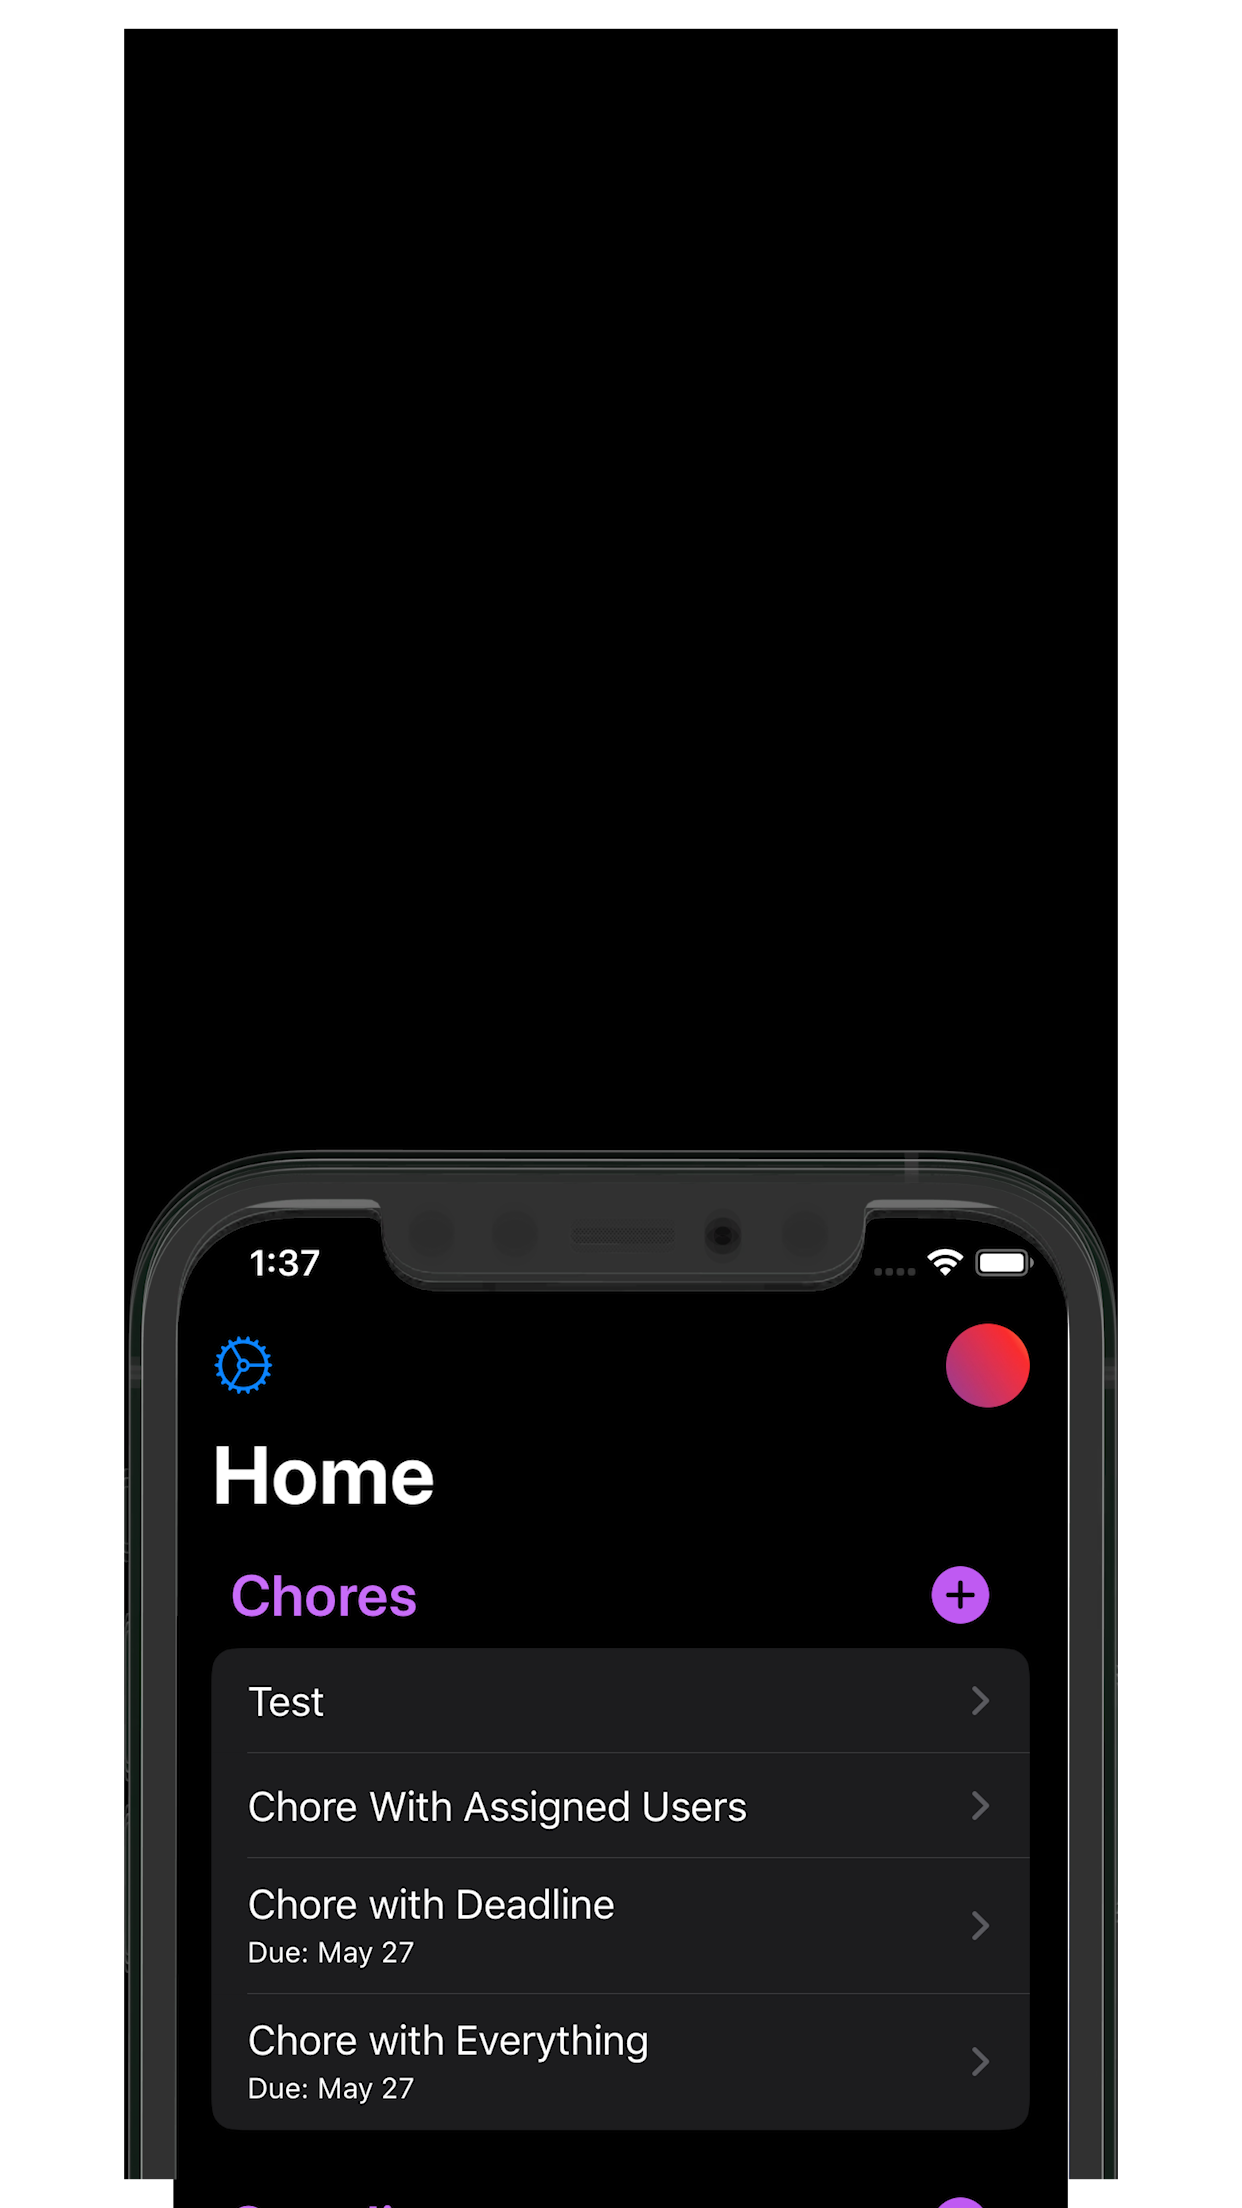 1:37
Home
Chores
Test
Chore With Assigned Users
Chore with Deadline
Due: May 27
Chore with Everything
Due: May 27